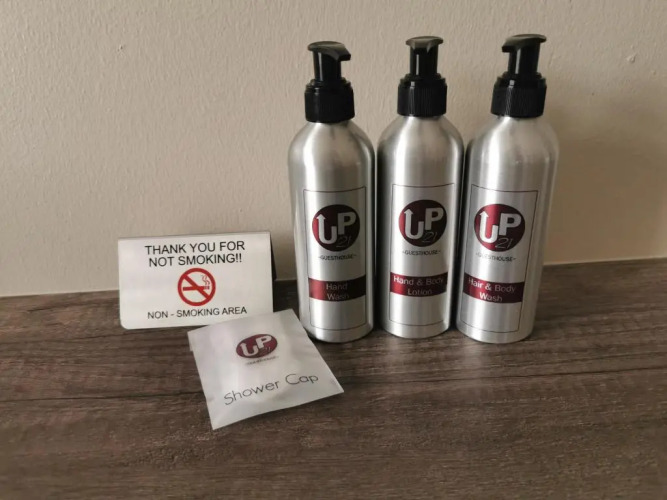 THANK YOU FOR
NOT SMOKING!!
NON - SMOKING AREA
UP
GUESTHOUSE
Shower Cap
UP
21
~GUESTHOUSE~
Hand
Wash
UP
21
~GUESTHOUSE~
Hand & Body
Lotion
UP
21
~GUESTHOUSE~
Hair & Body
Wash